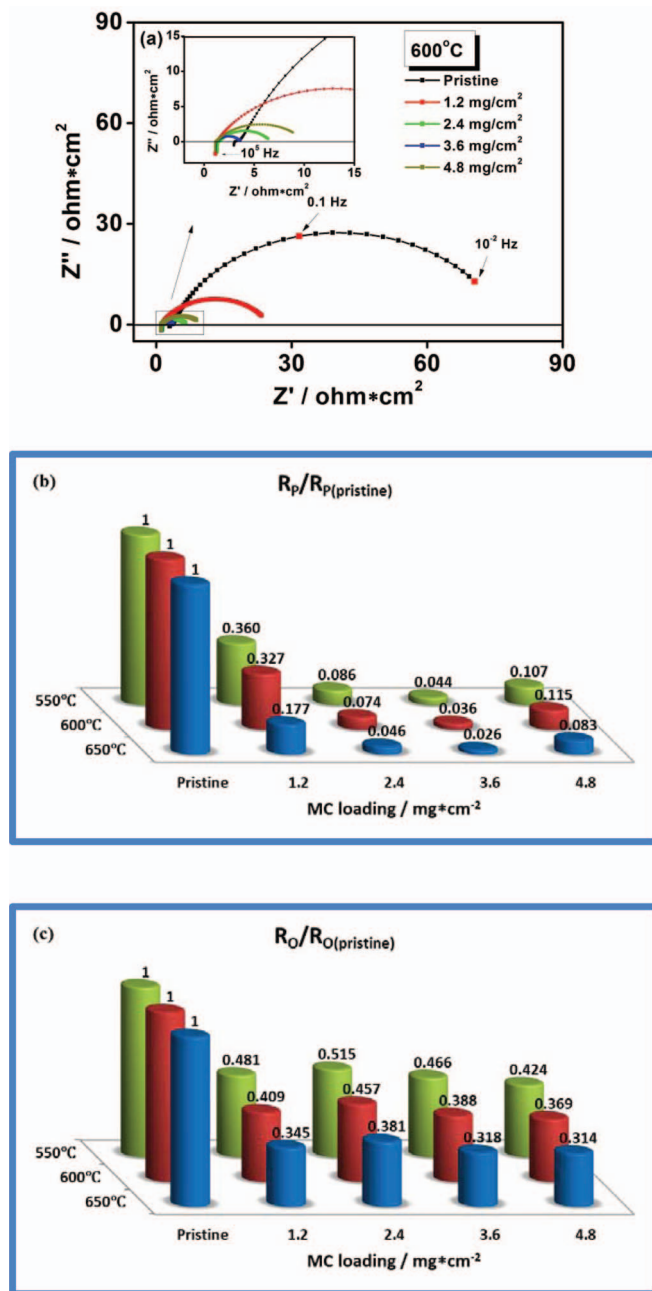 (a)
600°C
Pristine
1.2 mg/cm²
2.4 mg/cm²
3.6 mg/cm²
4.8 mg/cm²
90
60
30
0
Z'' / ohm∗cm²
15
10
5
0
Z'' / ohm∗cm²
10⁵ Hz
0 5 10 15
Z' / ohm∗cm²
0.1 Hz
10⁻² Hz
0 30 60 90
Z' / ohm∗cm²
(b)
R_P/R_P(pristine)
1
1
1
0.360
0.327
0.177
0.086
0.074
0.046
0.044
0.036
0.026
0.107
0.115
0.083
550℃
600℃
650℃
Pristine 1.2 2.4 3.6 4.8
MC loading / mg∗cm⁻²
(c)
R_O/R_O(pristine)
1
1
1
0.481
0.409
0.345
0.515
0.457
0.381
0.466
0.388
0.318
0.424
0.369
0.314
550℃
600℃
650℃
Pristine 1.2 2.4 3.6 4.8
MC loading / mg∗cm⁻²